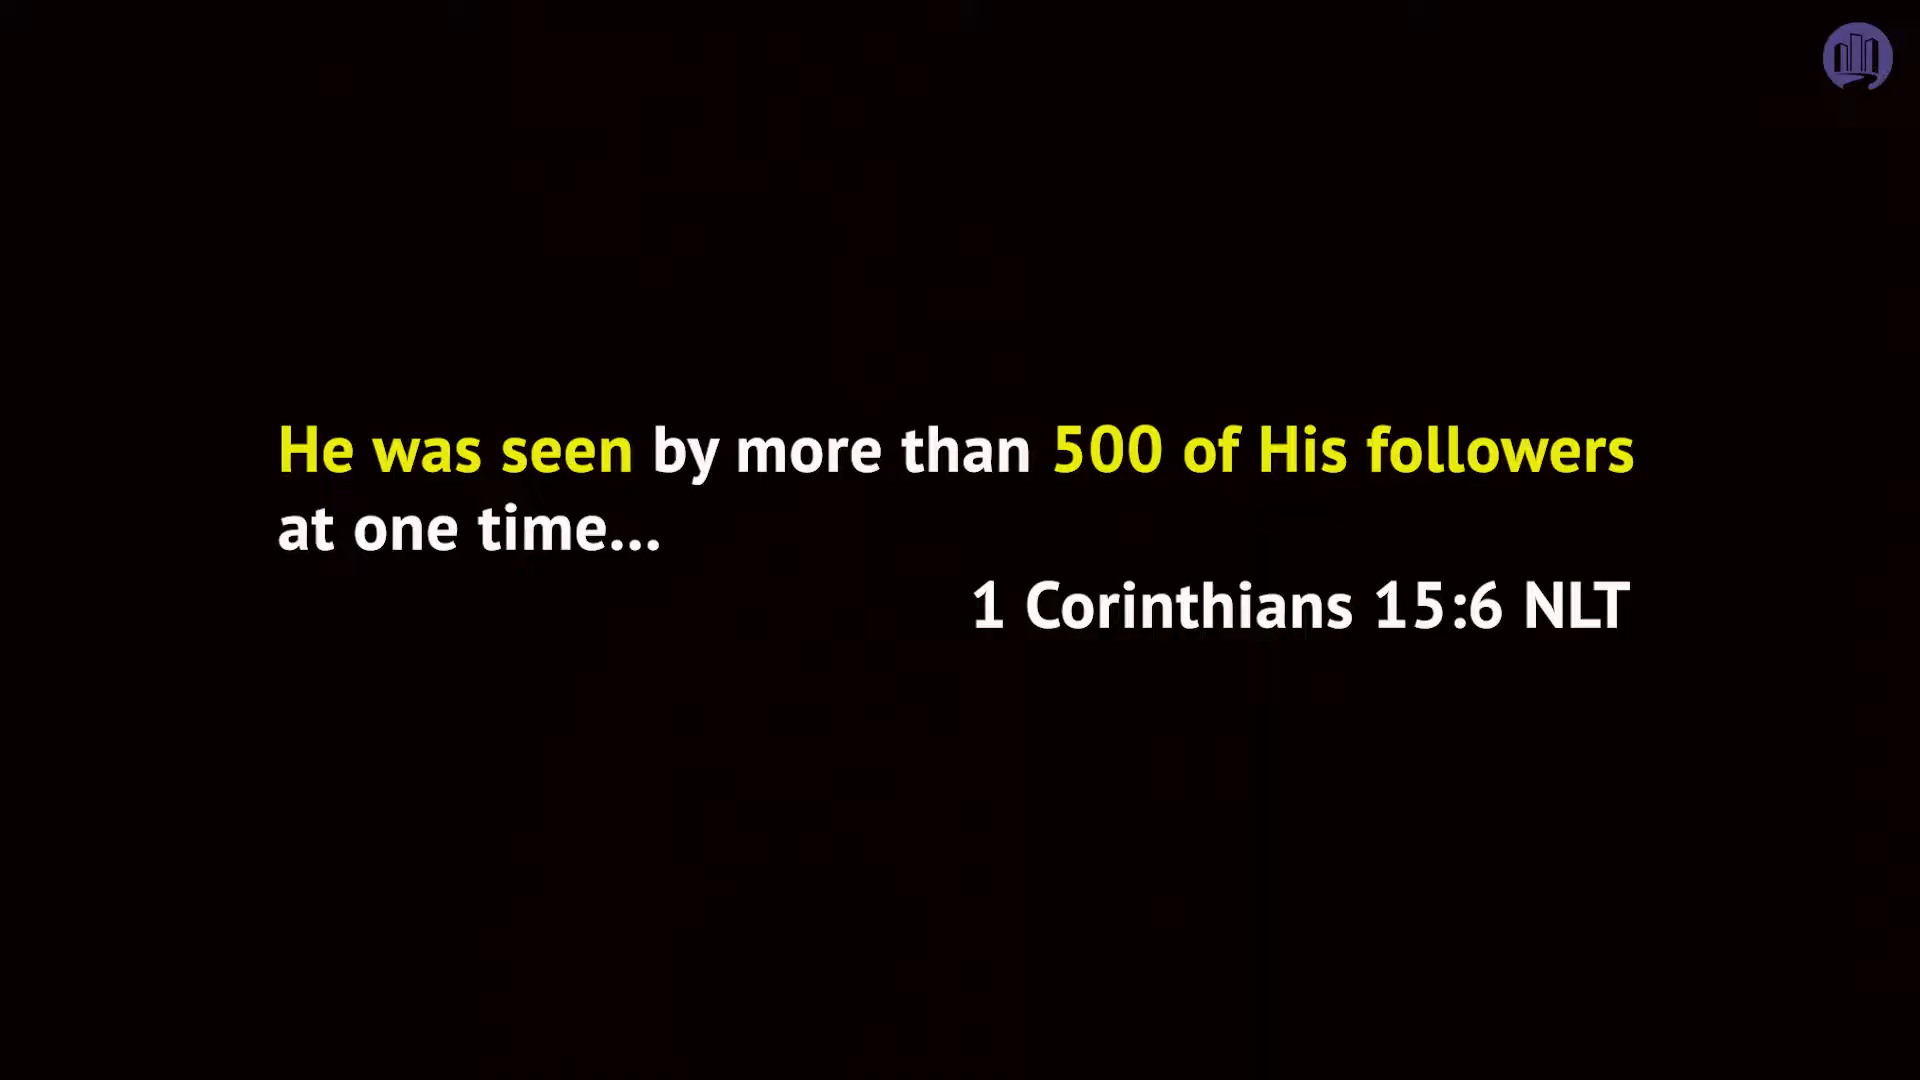 He was seen by more than 500 of His followers
at one time...
1 Corinthians 15:6 NLT